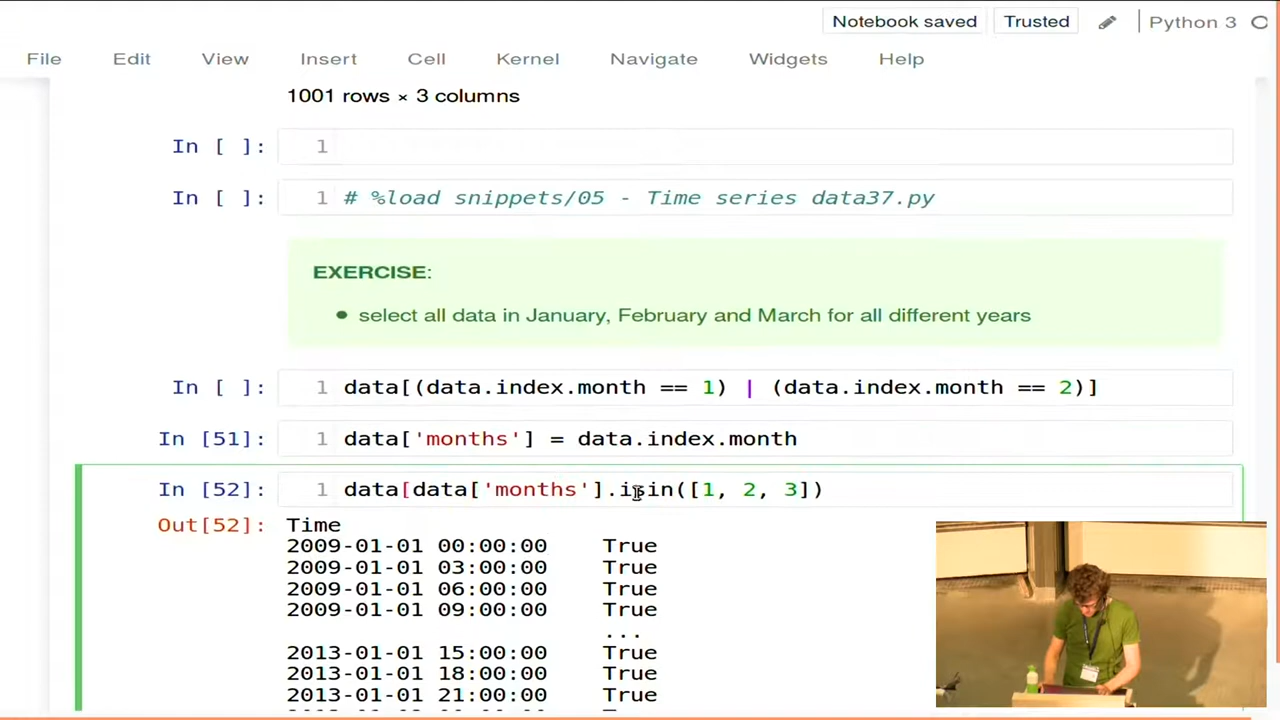 Notebook saved
Trusted
Python 3
File Edit View Insert Cell Kernel Navigate Widgets Help
1001 rows × 3 columns
In [ ]: 1
In [ ]: 1 # %load snippets/05 - Time series data37.py
EXERCISE:
• select all data in January, February and March for all different years
In [ ]: 1 data[(data.index.month == 1) | (data.index.month == 2)]
In [51]: 1 data['months'] = data.index.month
In [52]: 1 data[data['months'].isin([1, 2, 3])
Out[52]: Time
2009-01-01 00:00:00 True
2009-01-01 03:00:00 True
2009-01-01 06:00:00 True
2009-01-01 09:00:00 True
...
2013-01-01 15:00:00 True
2013-01-01 18:00:00 True
2013-01-01 21:00:00 True